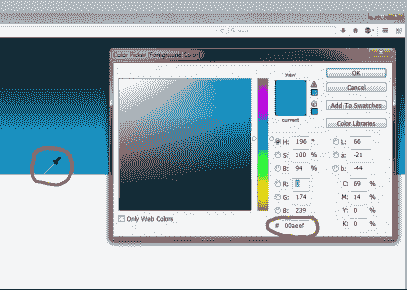 Color Picker (Foreground Color)
new
OK
Cancel
current
Add To Swatches
Color Libraries
H: 196 °
L: 66
S: 100 %
a: -21
B: 94 %
b: -44
R: 0
C: 69 %
G: 174
M: 14 %
B: 239
Y: 0 %
Only Web Colors
# 00aeef
K: 0 %